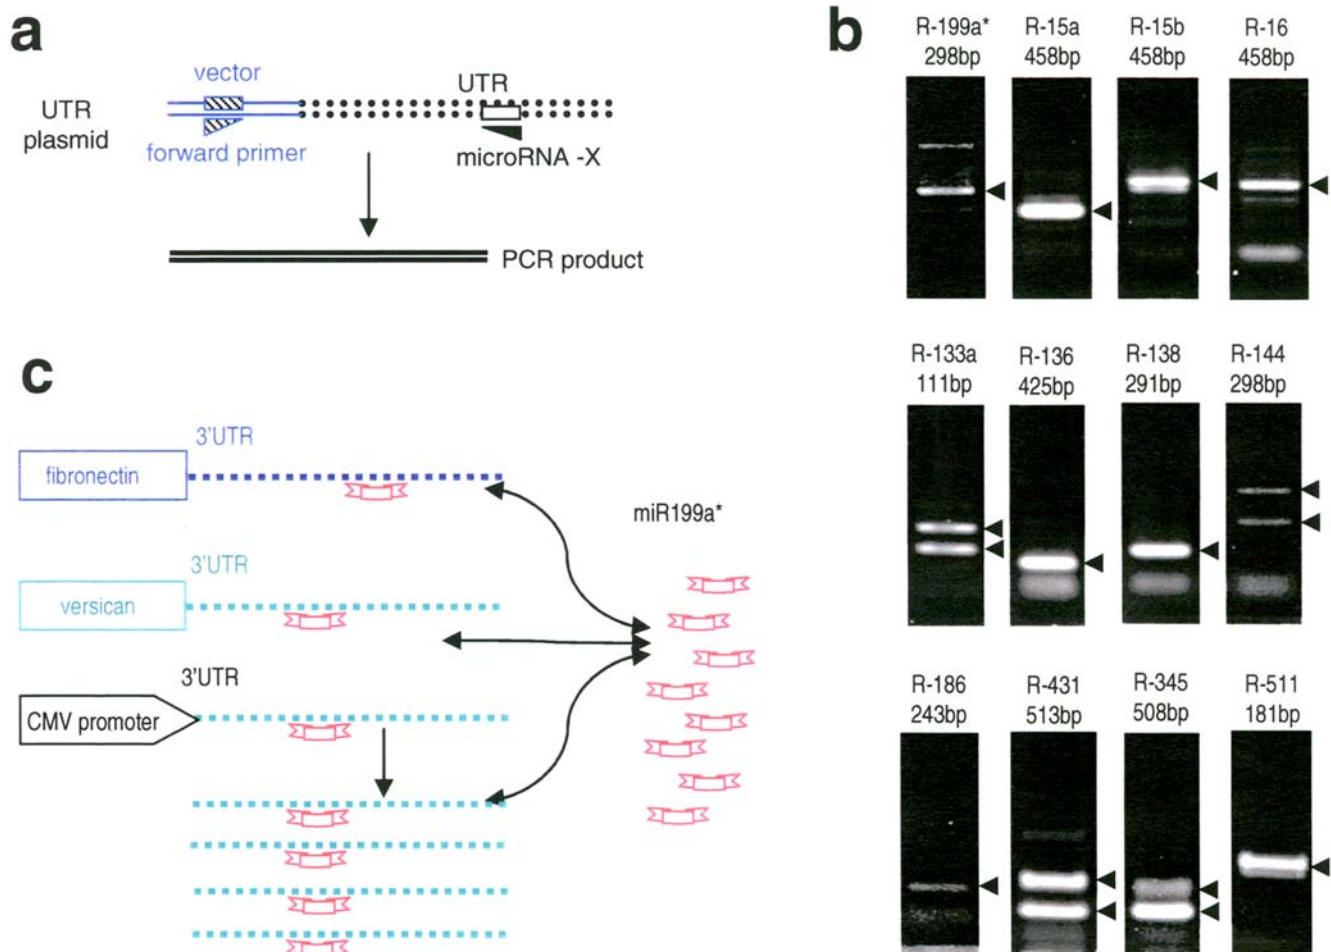 a
vector
UTR
UTR
plasmid
forward primer
microRNA -X
PCR product
b
R-199a*
298bp
R-15a
458bp
R-15b
458bp
R-16
458bp
R-133a
111bp
R-136
425bp
R-138
291bp
R-144
298bp
R-186
243bp
R-431
513bp
R-345
508bp
R-511
181bp
c
3'UTR
fibronectin
miR199a*
3'UTR
versican
3'UTR
CMV promoter